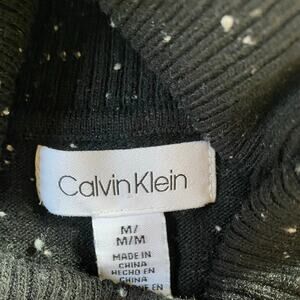 Calvin Klein
M/
M/M
MADE IN
CHINA
HECHO EN
CHINA